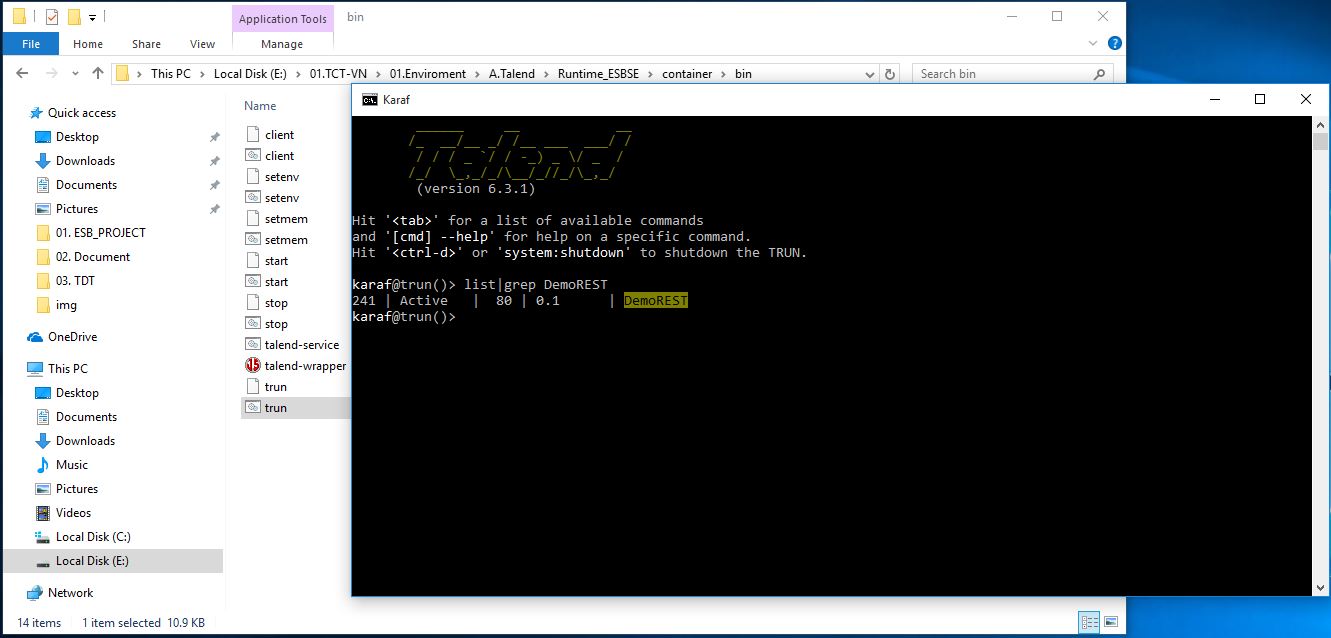 Application Tools
bin
File
Home
Share
View
Manage
This PC > Local Disk (E:) > 01.TCT-VN > 01.Enviroment > A.Talend > Runtime_ESBSE > container > bin
Search bin
Quick access
Desktop
Downloads
Documents
Pictures
01. ESB_PROJECT
02. Document
03. TDT
img
OneDrive
This PC
Desktop
Documents
Downloads
Music
Pictures
Videos
Local Disk (C:)
Local Disk (E:)
Network
Name
client
client
setenv
setenv
setmem
setmem
start
start
stop
stop
talend-service
talend-wrapper
trun
trun
Karaf
Talend
(version 6.3.1)
Hit '<tab>' for a list of available commands
and '[cmd] --help' for help on a specific command.
Hit '<ctrl-d>' or 'system:shutdown' to shutdown the TRUN.
karaf@trun()> list|grep DemoREST
241 | Active   |  80 | 0.1      | DemoREST
karaf@trun()>
14 items
1 item selected 10.9 KB